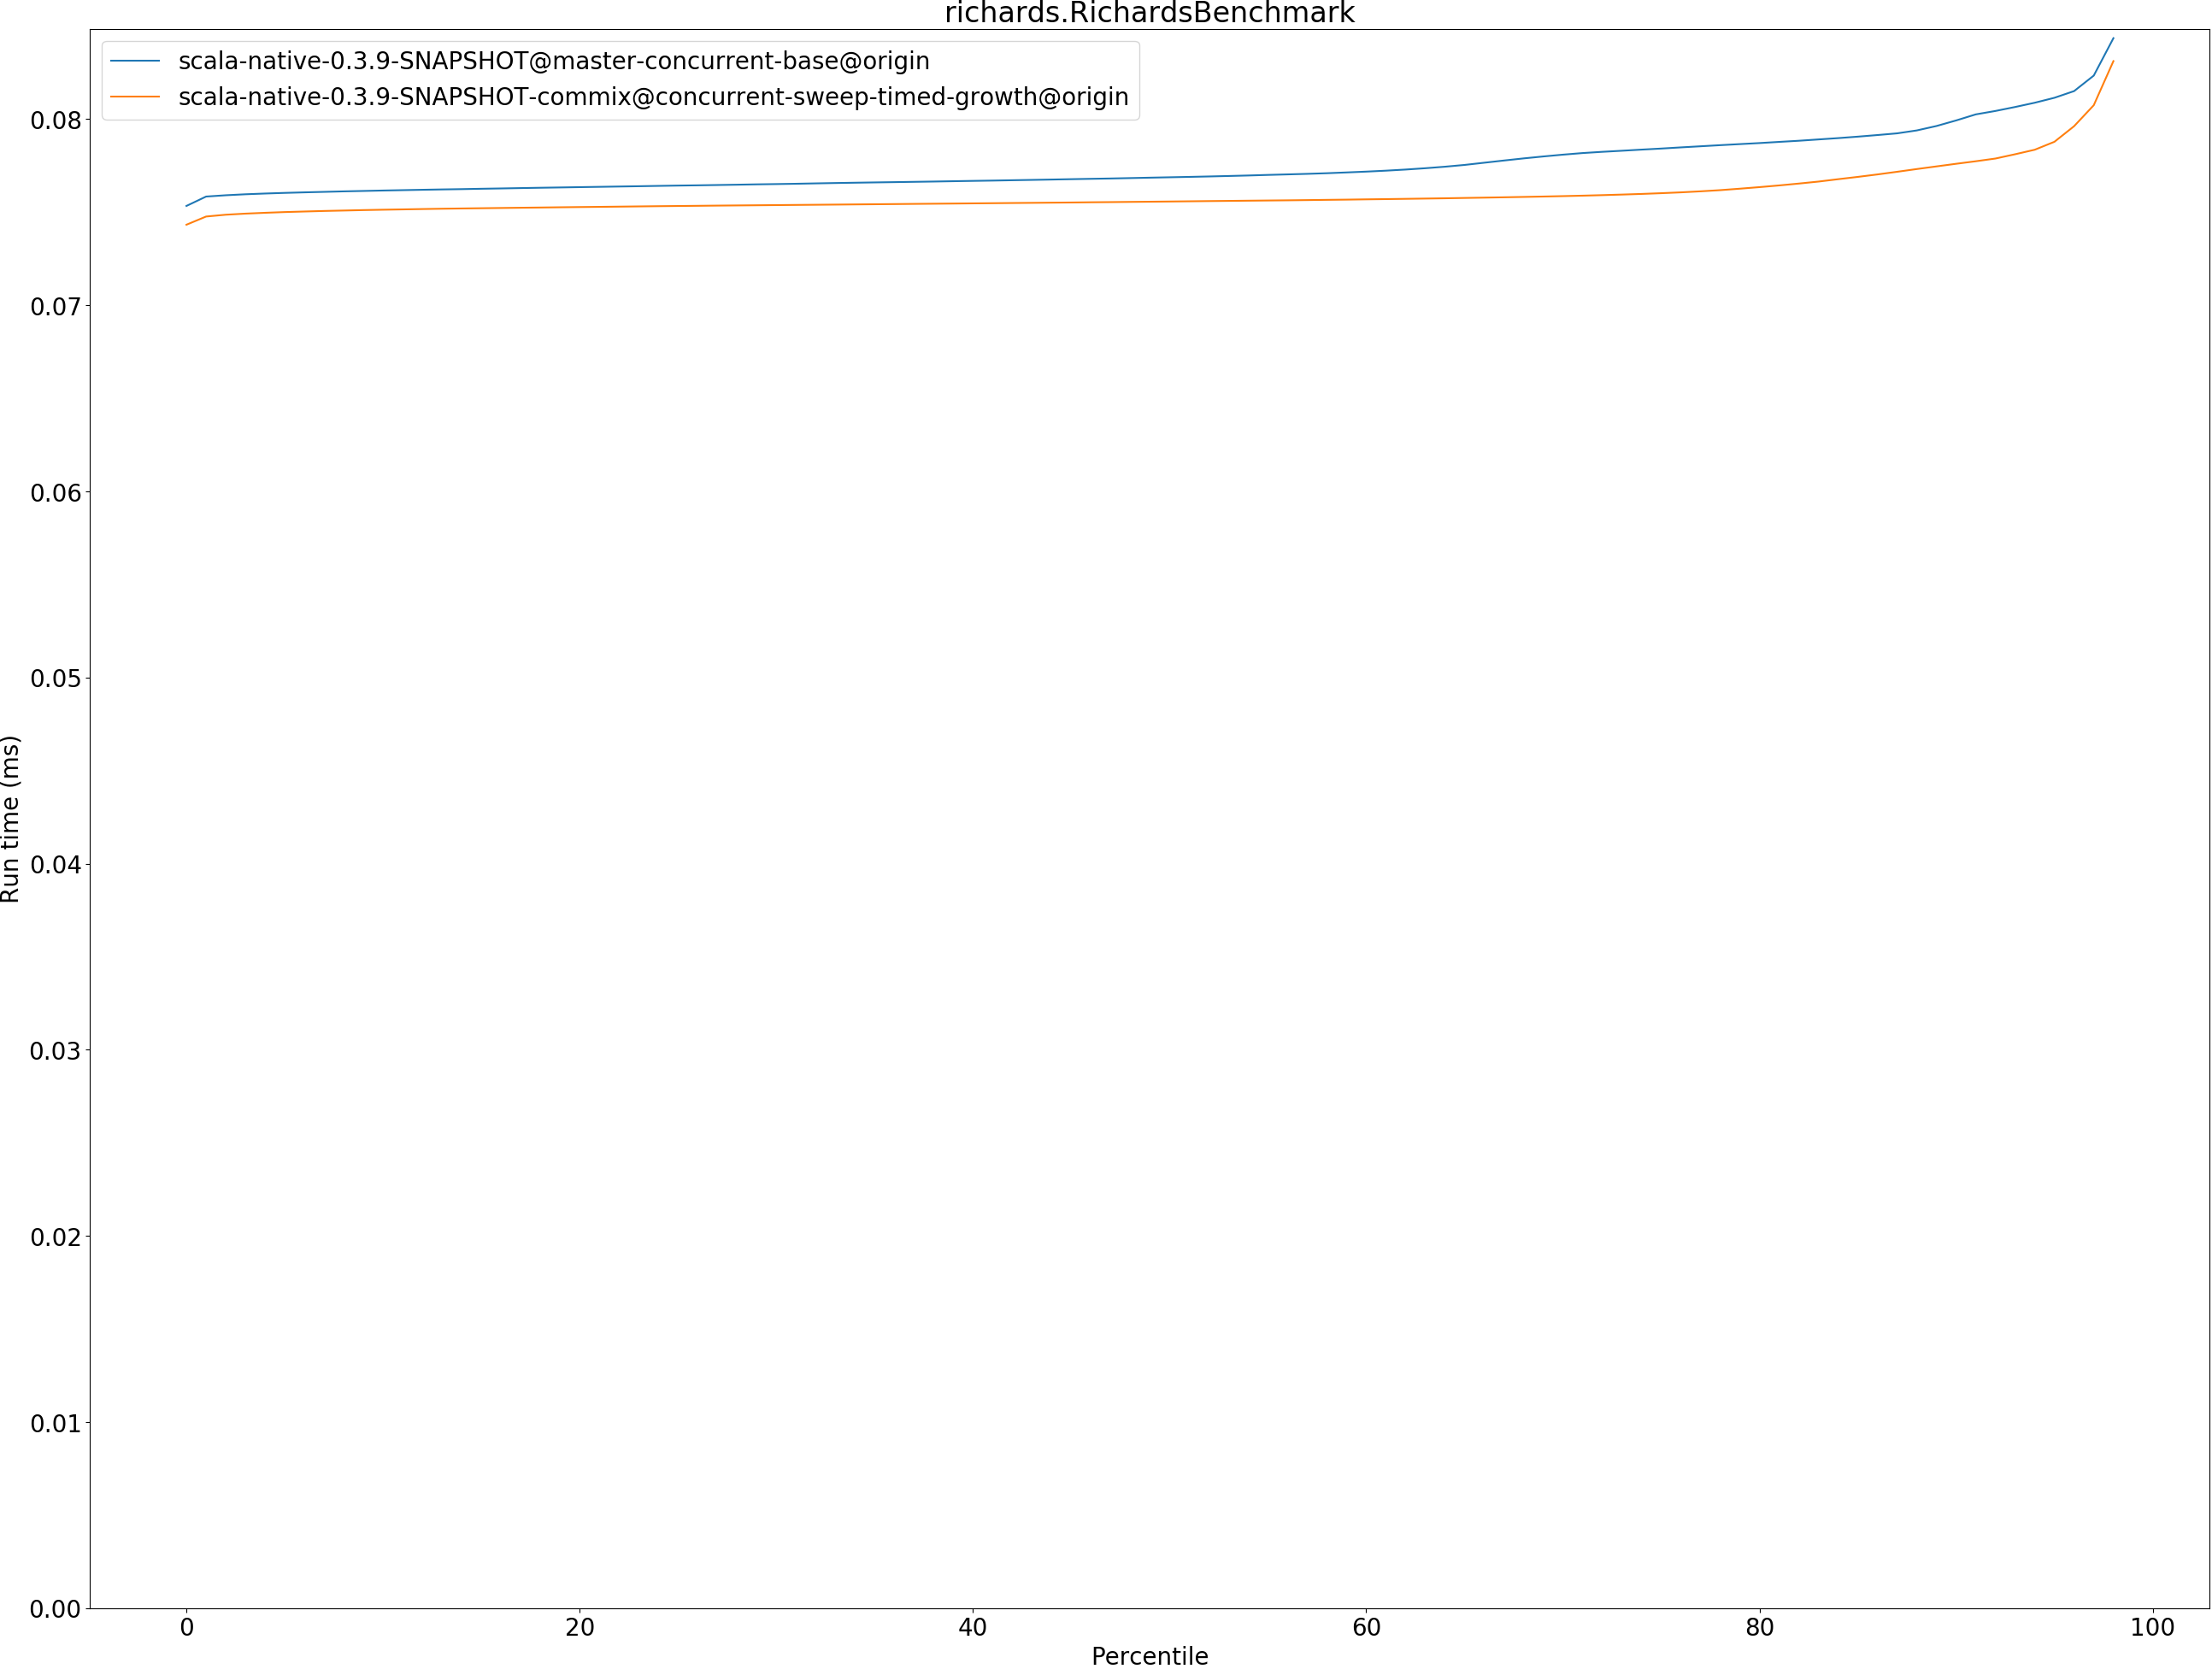 richards.RichardsBenchmark
scala-native-0.3.9-SNAPSHOT@master-concurrent-base@origin
scala-native-0.3.9-SNAPSHOT-commix@concurrent-sweep-timed-growth@origin
0.08
0.07
0.06
0.05
0.04
0.03
0.02
0.01
0.00
Run time (ms)
0 20 40 60 80 100
Percentile